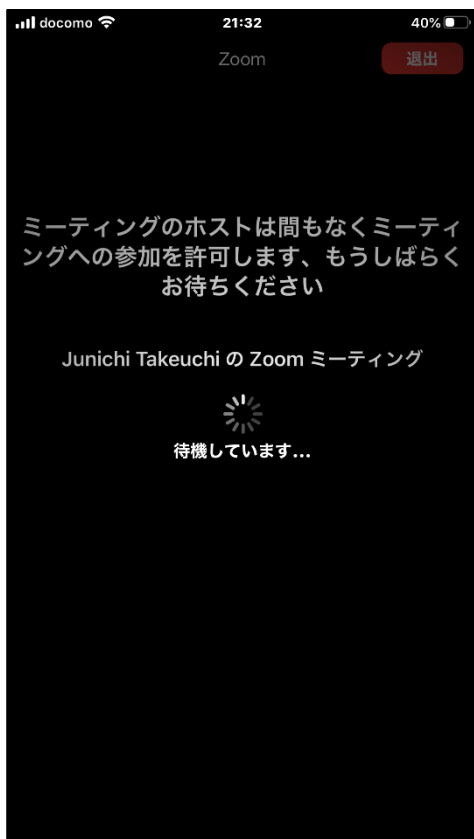 docomo 21:32 40%
Zoom 退出
ミーティングのホストは間もなくミーティ
ングへの参加を許可します、もうしばらく
お待ちください
Junichi Takeuchi の Zoom ミーティング
待機しています...